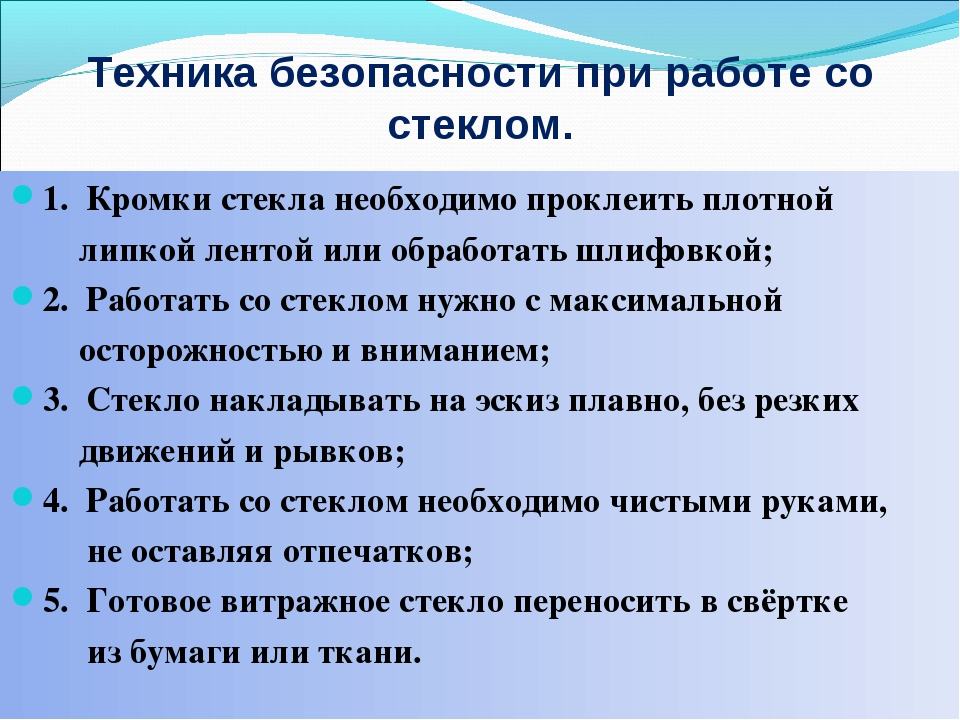 Техника безопасности при работе со
стеклом.
1. Кромки стекла необходимо проклеить плотной
липкой лентой или обработать шлифовкой;
2. Работать со стеклом нужно с максимальной
осторожностью и вниманием;
3. Стекло накладывать на эскиз плавно, без резких
движений и рывков;
4. Работать со стеклом необходимо чистыми руками,
не оставляя отпечатков;
5. Готовое витражное стекло переносить в свёртке
из бумаги или ткани.